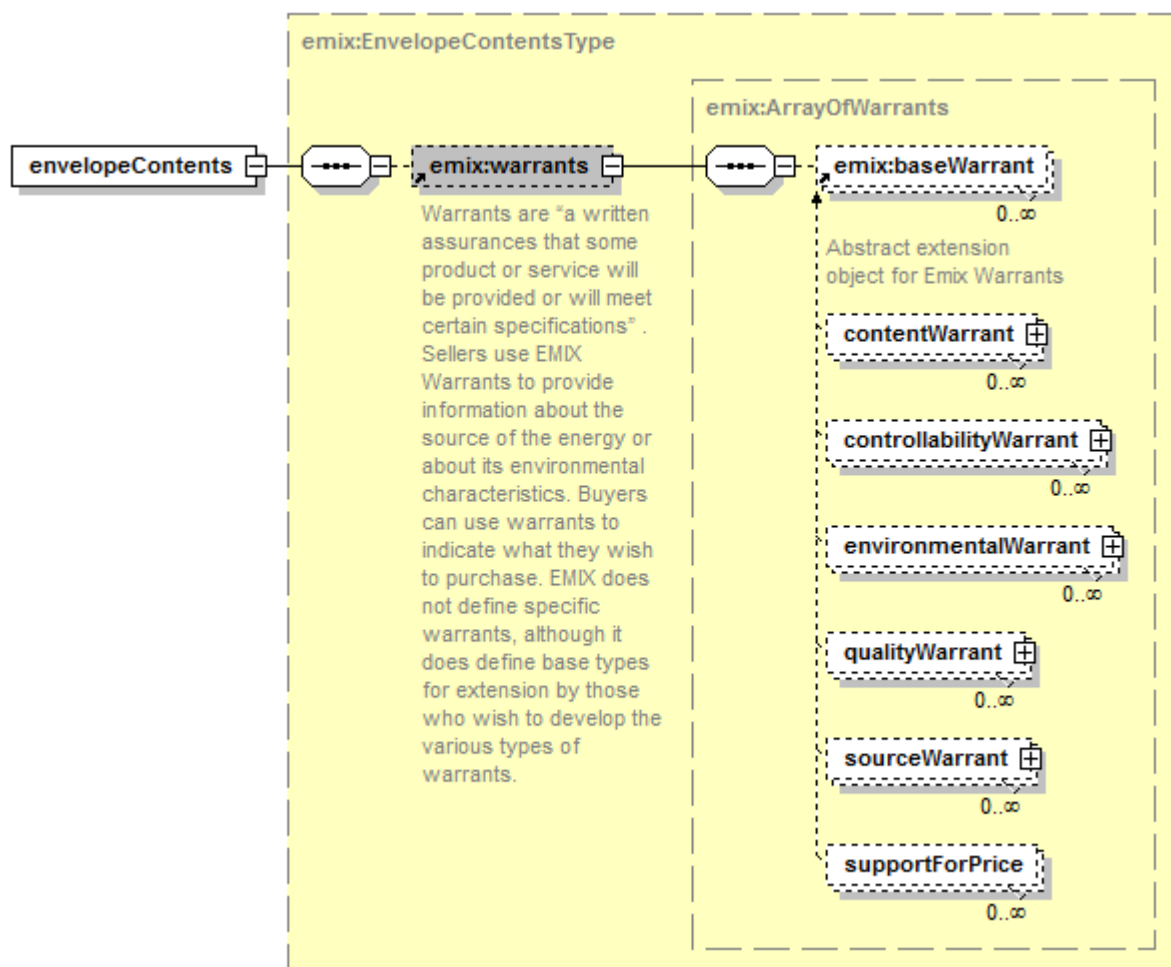 emix:EnvelopeContentsType
emix:ArrayOfWarrants
envelopeContents
emix:warrants
emix:baseWarrant
0..∞
Warrants are “a written
assurances that some
product or service will
be provided or will meet
certain specifications” .
Sellers use EMIX
Warrants to provide
information about the
source of the energy or
about its environmental
characteristics. Buyers
can use warrants to
indicate what they wish
to purchase. EMIX does
not define specific
warrants, although it
does define base types
for extension by those
who wish to develop the
various types of
warrants.
Abstract extension
object for Emix Warrants
contentWarrant
0..∞
controllabilityWarrant
0..∞
environmentalWarrant
0..∞
qualityWarrant
0..∞
sourceWarrant
0..∞
supportForPrice
0..∞